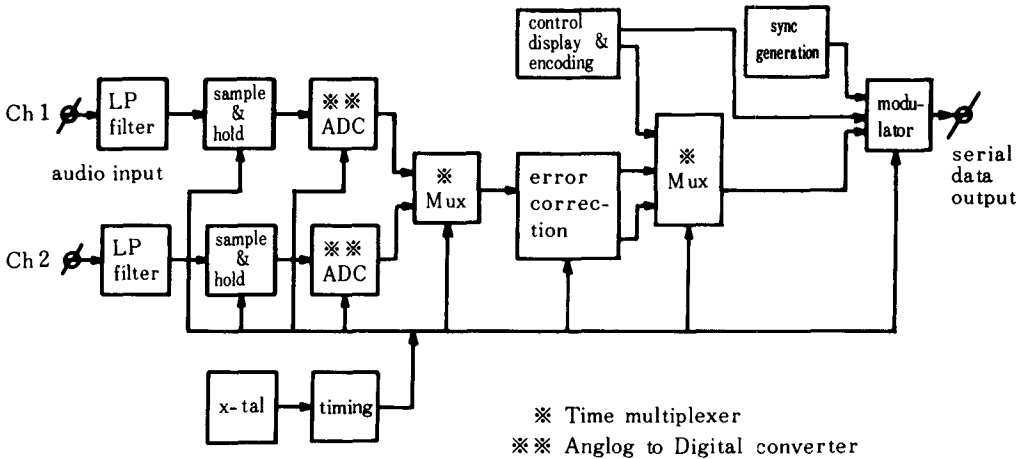 Ch 1
LP
filter
sample
&
hold
※ ※
ADC
audio input
Ch 2
LP
filter
sample
&
hold
※ ※
ADC
※
Mux
error
correc-
tion
control
display &
encoding
※
Mux
sync
generation
modu-
lator
serial
data
output
x-tal
timing
※ Time multiplexer
※※ Anglog to Digital converter